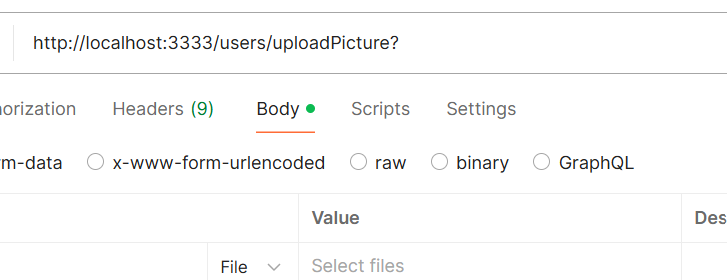 http://localhost:3333/users/uploadPicture?
orization Headers (9) Body Scripts Settings
m-data x-www-form-urlencoded raw binary GraphQL
Value Des
File Select files